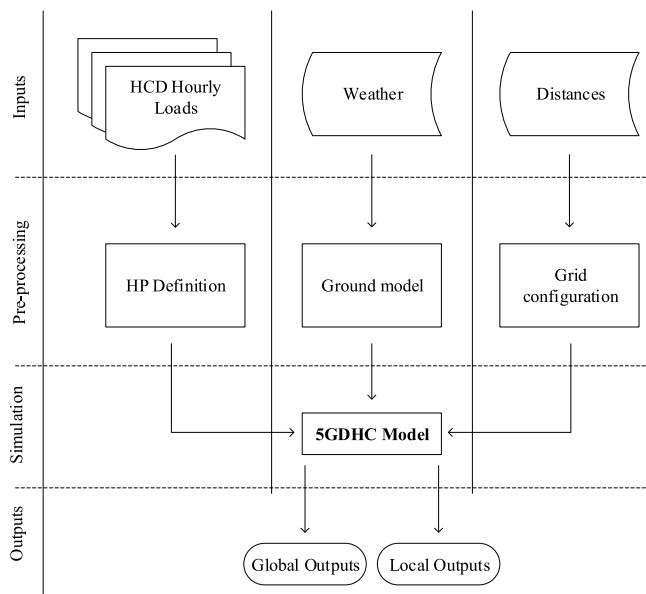 Inputs
HCD Hourly
Loads
Weather
Distances
Pre-processing
HP Definition
Ground model
Grid
configuration
Simulation
5GDHC Model
Outputs
Global Outputs
Local Outputs